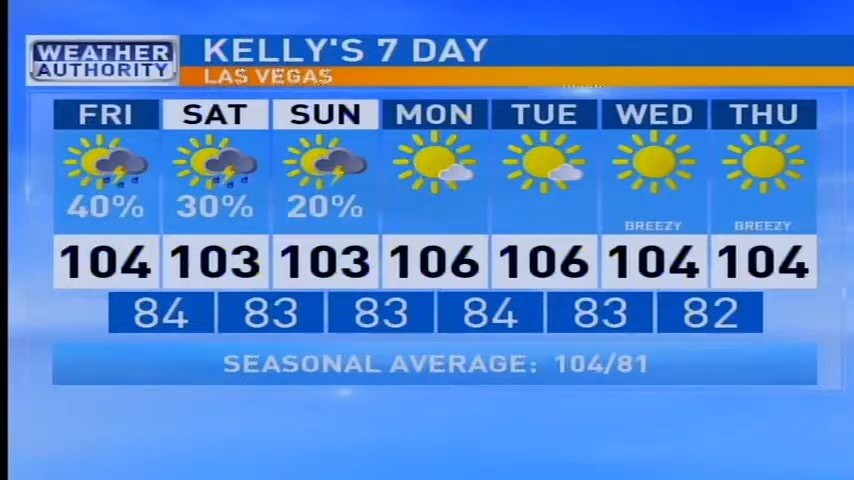 WEATHER
AUTHORITY
KELLY'S 7 DAY
LAS VEGAS
FRI SAT SUN MON TUE WED THU
40% 30% 20%
BREEZY BREEZY
104 103 103 106 106 104 104
84 83 83 84 83 82
SEASONAL AVERAGE: 104/81